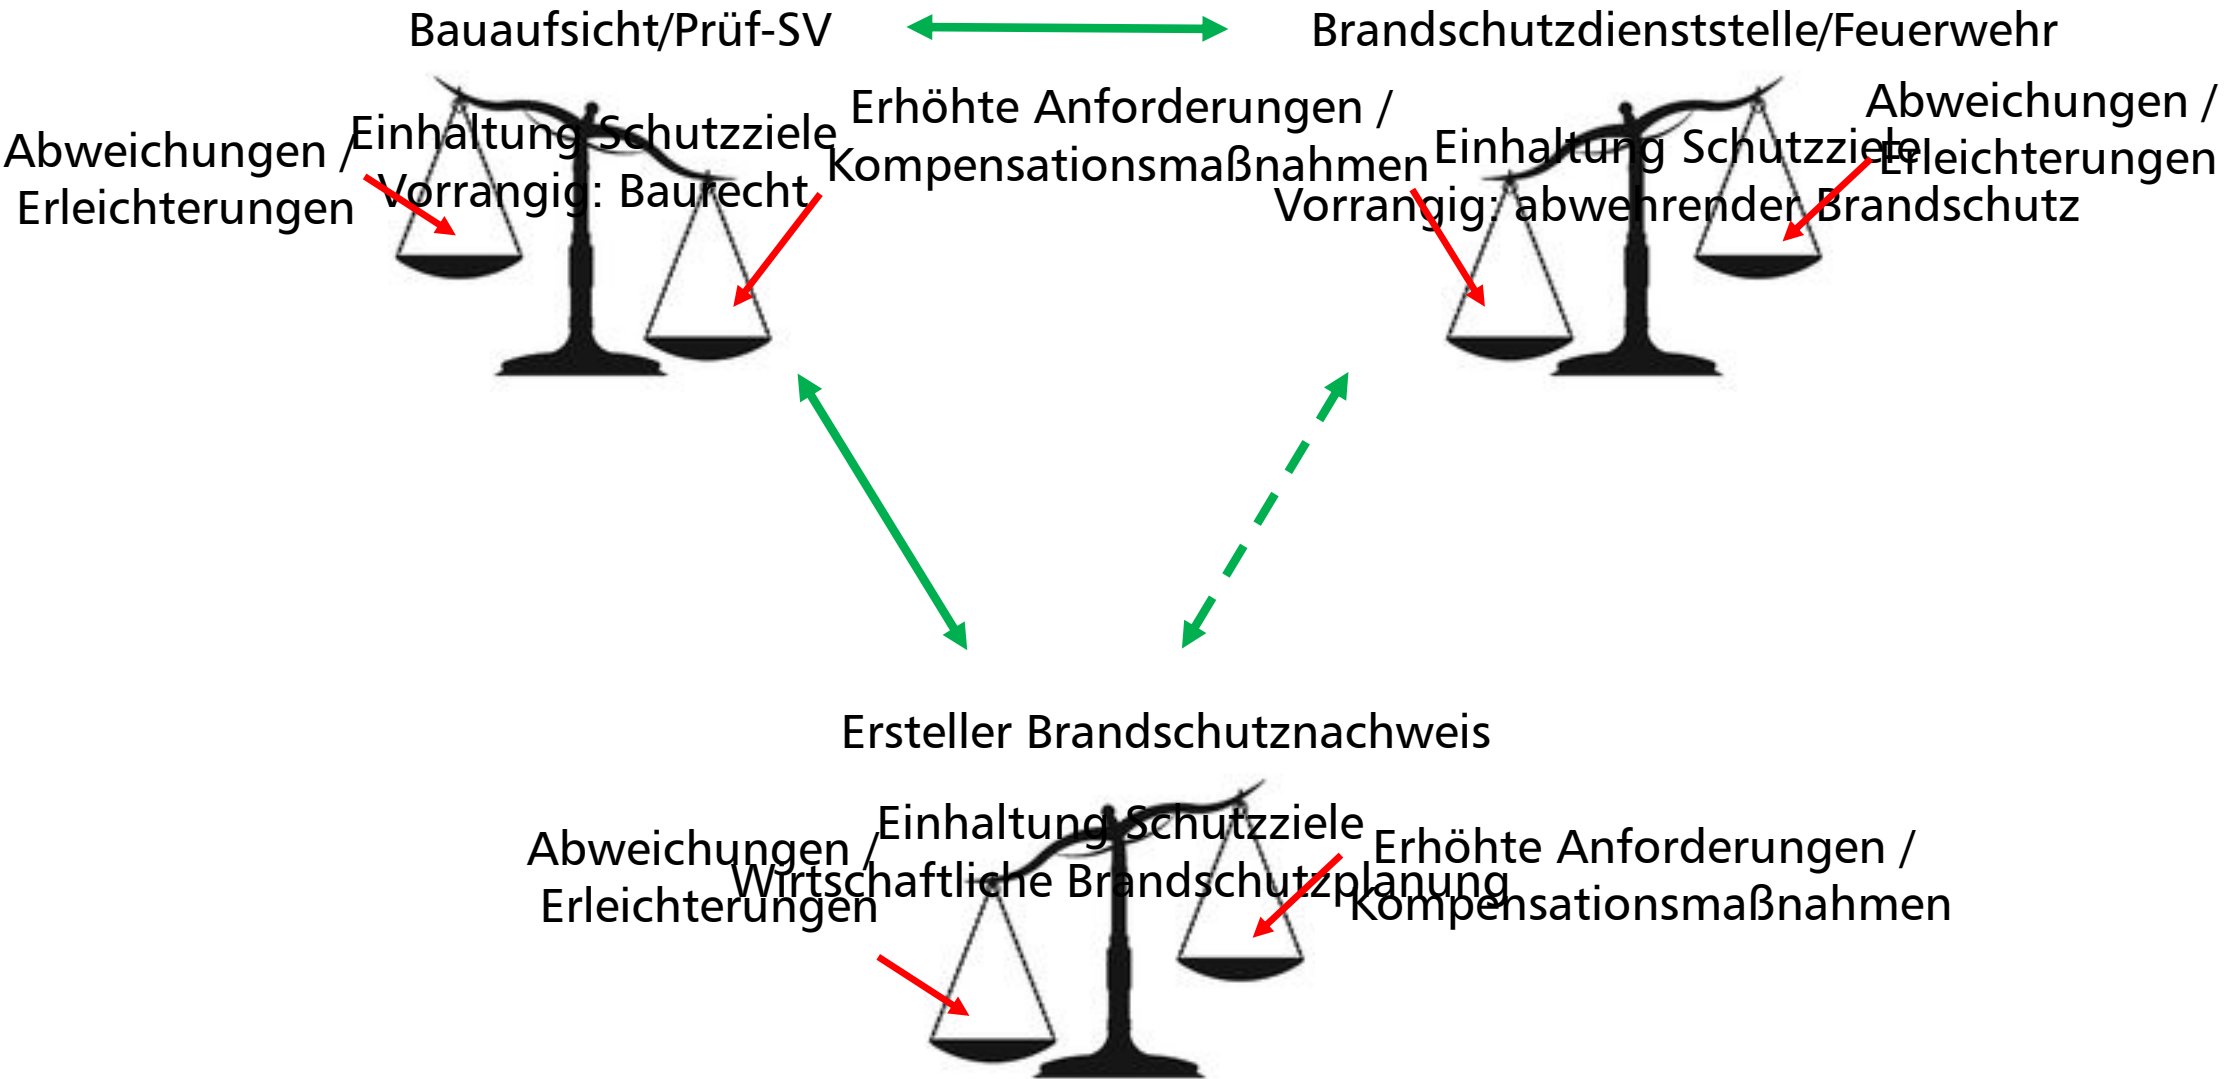 Bauaufsicht/Prüf-SV
Brandschutzdienststelle/Feuerwehr
Abweichungen /
Erleichterungen
Einhaltung Schutzziele
Vorrangig: Baurecht
Erhöhte Anforderungen /
Kompensationsmaßnahmen
Einhaltung Schutzziele
Vorrangig: abwehrender Brandschutz
Abweichungen /
Erleichterungen
Ersteller Brandschutznachweis
Abweichungen /
Erleichterungen
Einhaltung Schutzziele
Wirtschaftliche Brandschutzplanung
Erhöhte Anforderungen /
Kompensationsmaßnahmen